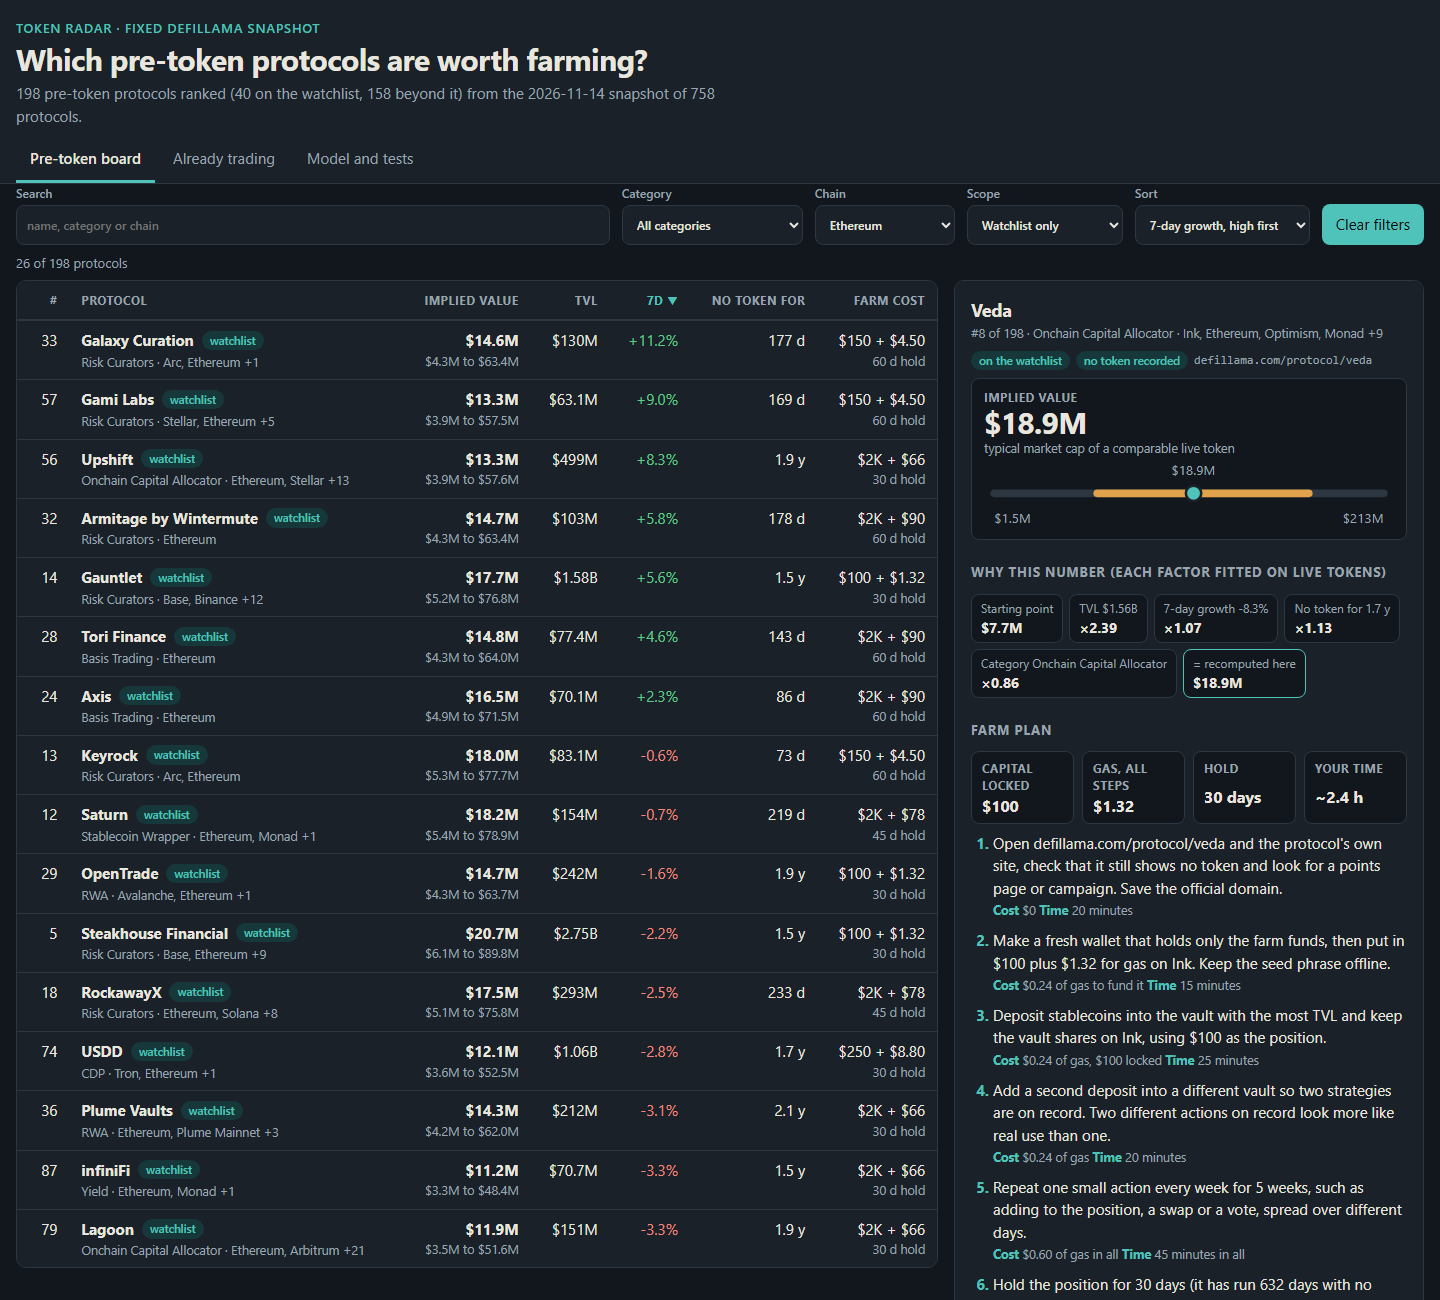 TOKEN RADAR · FIXED DEFILLAMA SNAPSHOT
Which pre-token protocols are worth farming?
198 pre-token protocols ranked (40 on the watchlist, 158 beyond it) from the 2026-11-14 snapshot of 758
protocols.
Pre-token board Already trading Model and tests
Search Category Chain Scope Sort
name, category or chain All categories Ethereum Watchlist only 7-day growth, high first Clear filters
26 of 198 protocols
# PROTOCOL IMPLIED VALUE TVL 7D ▼ NO TOKEN FOR FARM COST
33 Galaxy Curation watchlist $14.6M $130M +11.2% 177 d $150 + $4.50
Risk Curators · Arc, Ethereum +1 $4.3M to $63.4M 60 d hold
57 Gami Labs watchlist $13.3M $63.1M +9.0% 169 d $150 + $4.50
Risk Curators · Stellar, Ethereum +5 $3.9M to $57.5M 60 d hold
56 Upshift watchlist $13.3M $499M +8.3% 1.9 y $2K + $66
Onchain Capital Allocator · Ethereum, Stellar +13 $3.9M to $57.6M 30 d hold
32 Armitage by Wintermute watchlist $14.7M $103M +5.8% 178 d $2K + $90
Risk Curators · Ethereum $4.3M to $63.4M 60 d hold
14 Gauntlet watchlist $17.7M $1.58B +5.6% 1.5 y $100 + $1.32
Risk Curators · Base, Binance +12 $5.2M to $76.8M 30 d hold
28 Tori Finance watchlist $14.8M $77.4M +4.6% 143 d $2K + $90
Basis Trading · Ethereum $4.3M to $64.0M 60 d hold
24 Axis watchlist $16.5M $70.1M +2.3% 86 d $2K + $90
Basis Trading · Ethereum $4.9M to $71.5M 60 d hold
13 Keyrock watchlist $18.0M $83.1M -0.6% 73 d $150 + $4.50
Risk Curators · Arc, Ethereum $5.3M to $77.7M 60 d hold
12 Saturn watchlist $18.2M $154M -0.7% 219 d $2K + $78
Stablecoin Wrapper · Ethereum, Monad +1 $5.4M to $78.9M 45 d hold
29 OpenTrade watchlist $14.7M $242M -1.6% 1.9 y $100 + $1.32
RWA · Avalanche, Ethereum +1 $4.3M to $63.7M 30 d hold
5 Steakhouse Financial watchlist $20.7M $2.75B -2.2% 1.5 y $100 + $1.32
Risk Curators · Base, Ethereum +9 $6.1M to $89.8M 30 d hold
18 RockawayX watchlist $17.5M $293M -2.5% 233 d $2K + $78
Risk Curators · Ethereum, Solana +8 $5.1M to $75.8M 45 d hold
74 USDD watchlist $12.1M $1.06B -2.8% 1.7 y $250 + $8.80
CDP · Tron, Ethereum +1 $3.6M to $52.5M 30 d hold
36 Plume Vaults watchlist $14.3M $212M -3.1% 2.1 y $2K + $66
RWA · Ethereum, Plume Mainnet +3 $4.2M to $62.0M 30 d hold
87 infiniFi watchlist $11.2M $70.7M -3.3% 1.5 y $2K + $66
Yield · Ethereum, Monad +1 $3.3M to $48.4M 30 d hold
79 Lagoon watchlist $11.9M $151M -3.3% 1.9 y $2K + $66
Onchain Capital Allocator · Ethereum, Arbitrum +21 $3.5M to $51.6M 30 d hold
Veda
#8 of 198 · Onchain Capital Allocator · Ink, Ethereum, Optimism, Monad +9
on the watchlist no token recorded defillama.com/protocol/veda
IMPLIED VALUE
$18.9M
typical market cap of a comparable live token
$18.9M
$1.5M $213M
WHY THIS NUMBER (EACH FACTOR FITTED ON LIVE TOKENS)
Starting point TVL $1.56B 7-day growth -8.3% No token for 1.7 y
$7.7M ×2.39 ×1.07 ×1.13
Category Onchain Capital Allocator = recomputed here
×0.86 $18.9M
FARM PLAN
CAPITAL LOCKED GAS, ALL STEPS HOLD YOUR TIME
$100 $1.32 30 days ~2.4 h
1. Open defillama.com/protocol/veda and the protocol's own
site, check that it still shows no token and look for a points
page or campaign. Save the official domain.
Cost $0 Time 20 minutes
2. Make a fresh wallet that holds only the farm funds, then put in
$100 plus $1.32 for gas on Ink. Keep the seed phrase offline.
Cost $0.24 of gas to fund it Time 15 minutes
3. Deposit stablecoins into the vault with the most TVL and keep
the vault shares on Ink, using $100 as the position.
Cost $0.24 of gas, $100 locked Time 25 minutes
4. Add a second deposit into a different vault so two strategies
are on record. Two different actions on record look more like
real use than one.
Cost $0.24 of gas Time 20 minutes
5. Repeat one small action every week for 5 weeks, such as
adding to the position, a swap or a vote, spread over different
days.
Cost $0.60 of gas in all Time 45 minutes in all
6. Hold the position for 30 days (it has run 632 days with no